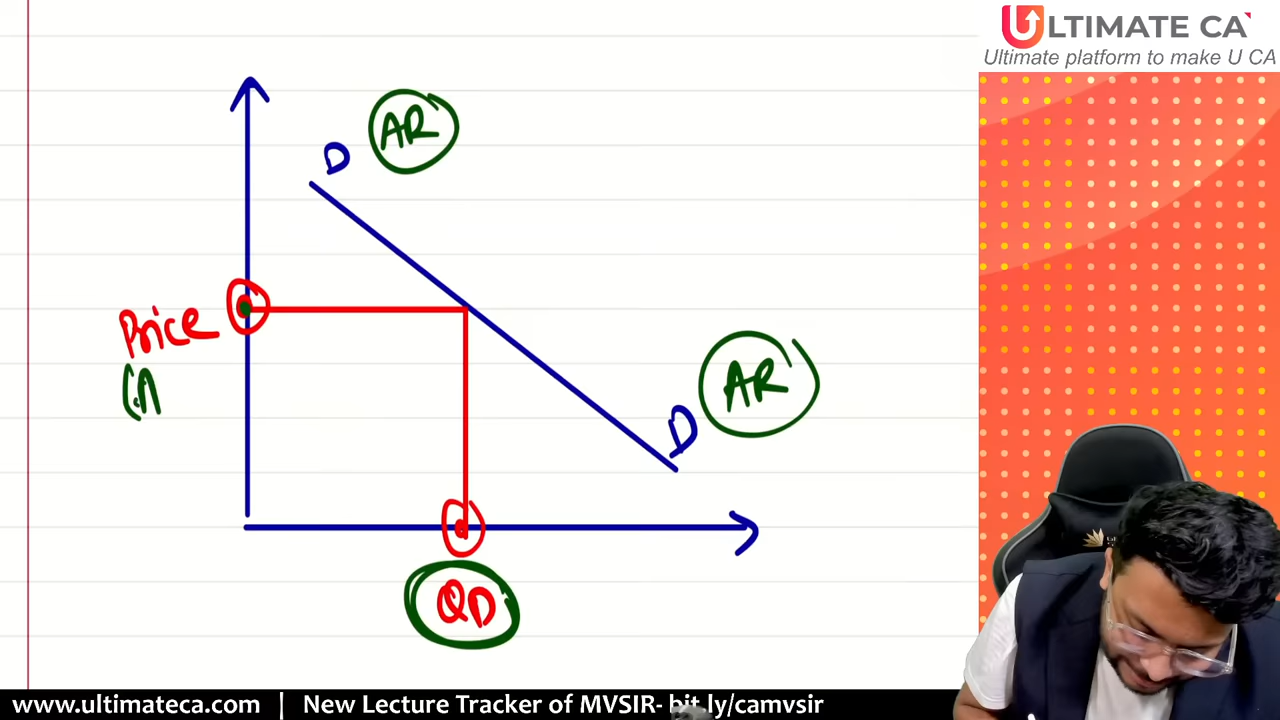 ULTIMATE CA
Ultimate platform to make U CA
D AR
Price
(A
AR
D
QD
www.ultimateca.com | New Lecture Tracker of MVSIR- bit.ly/camvsir